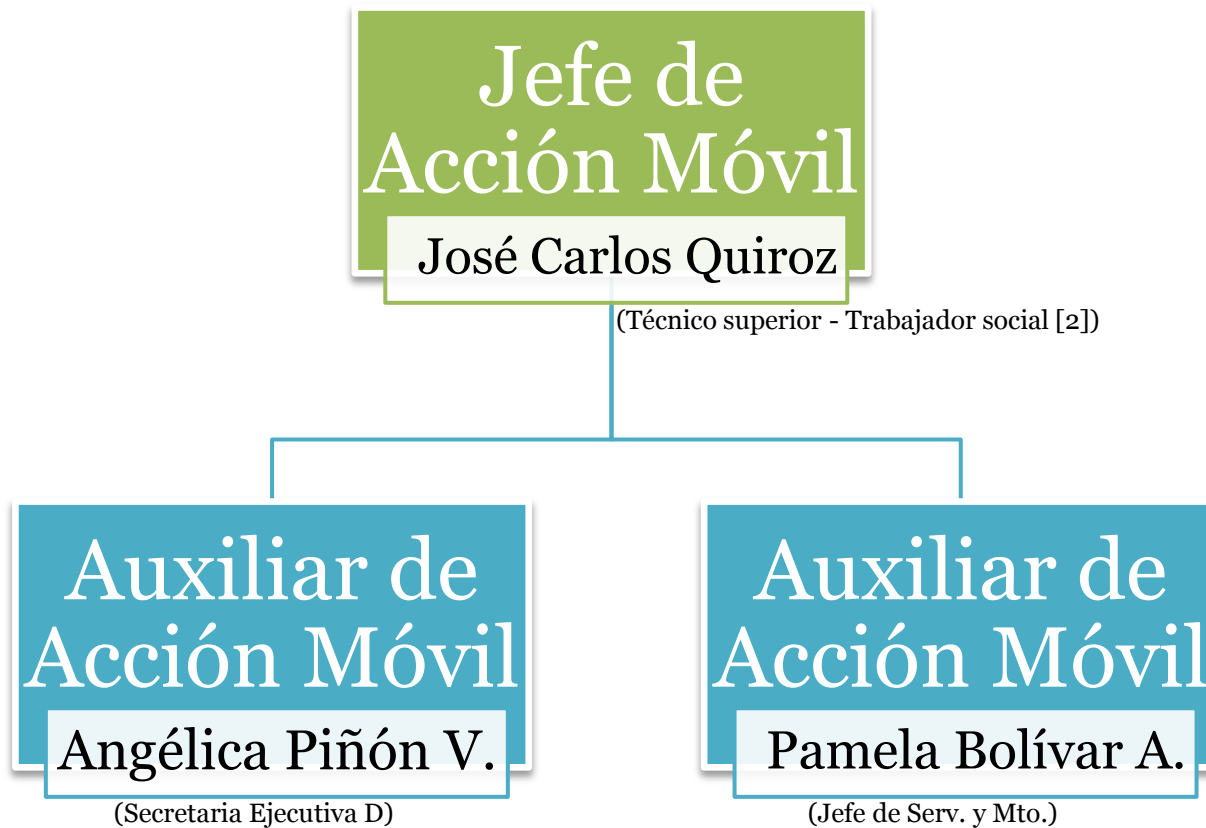 Jefe de
Acción Móvil
José Carlos Quiroz
(Técnico superior - Trabajador social [2])
Auxiliar de
Acción Móvil
Angélica Piñón V.
(Secretaria Ejecutiva D)
Auxiliar de
Acción Móvil
Pamela Bolívar A.
(Jefe de Serv. y Mto.)